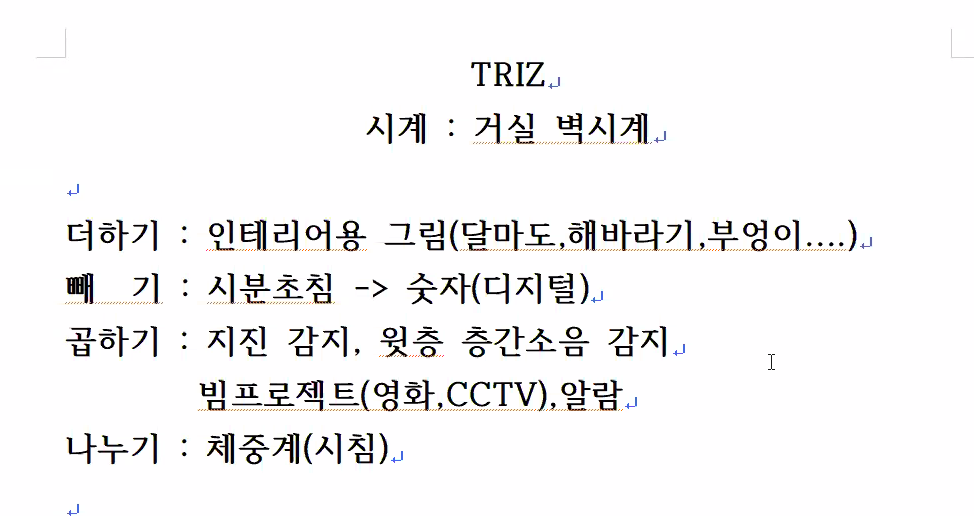 TRIZ
시계 : 거실 벽시계
더하기 : 인테리어용 그림(달마도,해바라기,부엉이....)
빼 기 : 시분초침 -> 숫자(디지털)
곱하기 : 지진 감지, 윗층 층간소음 감지
빔프로젝트(영화,CCTV),알람
나누기 : 체중계(시침)